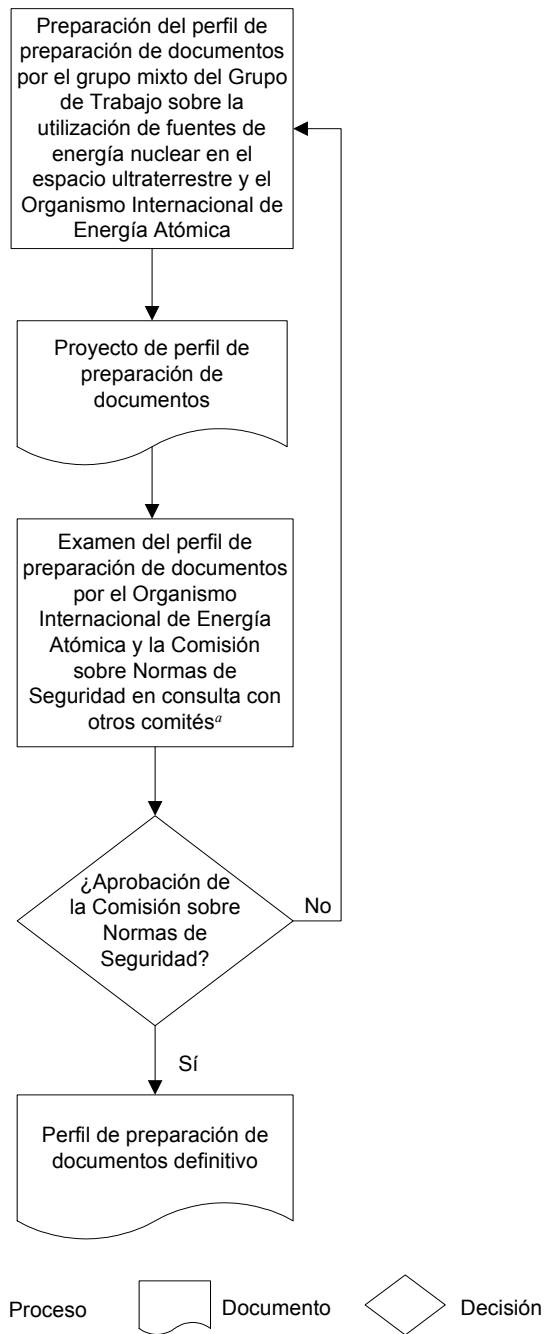 Preparación del perfil de
preparación de documentos
por el grupo mixto del Grupo
de Trabajo sobre la
utilización de fuentes de
energía nuclear en el
espacio ultraterrestre y el
Organismo Internacional de
Energía Atómica
Proyecto de perfil de
preparación de
documentos
Examen del perfil de
preparación de documentos
por el Organismo
Internacional de Energía
Atómica y la Comisión
sobre Normas de
Seguridad en consulta con
otros comitésa
¿Aprobación de
la Comisión sobre
Normas de
Seguridad?
No
Sí
Perfil de preparación de
documentos definitivo
Proceso Documento Decisión